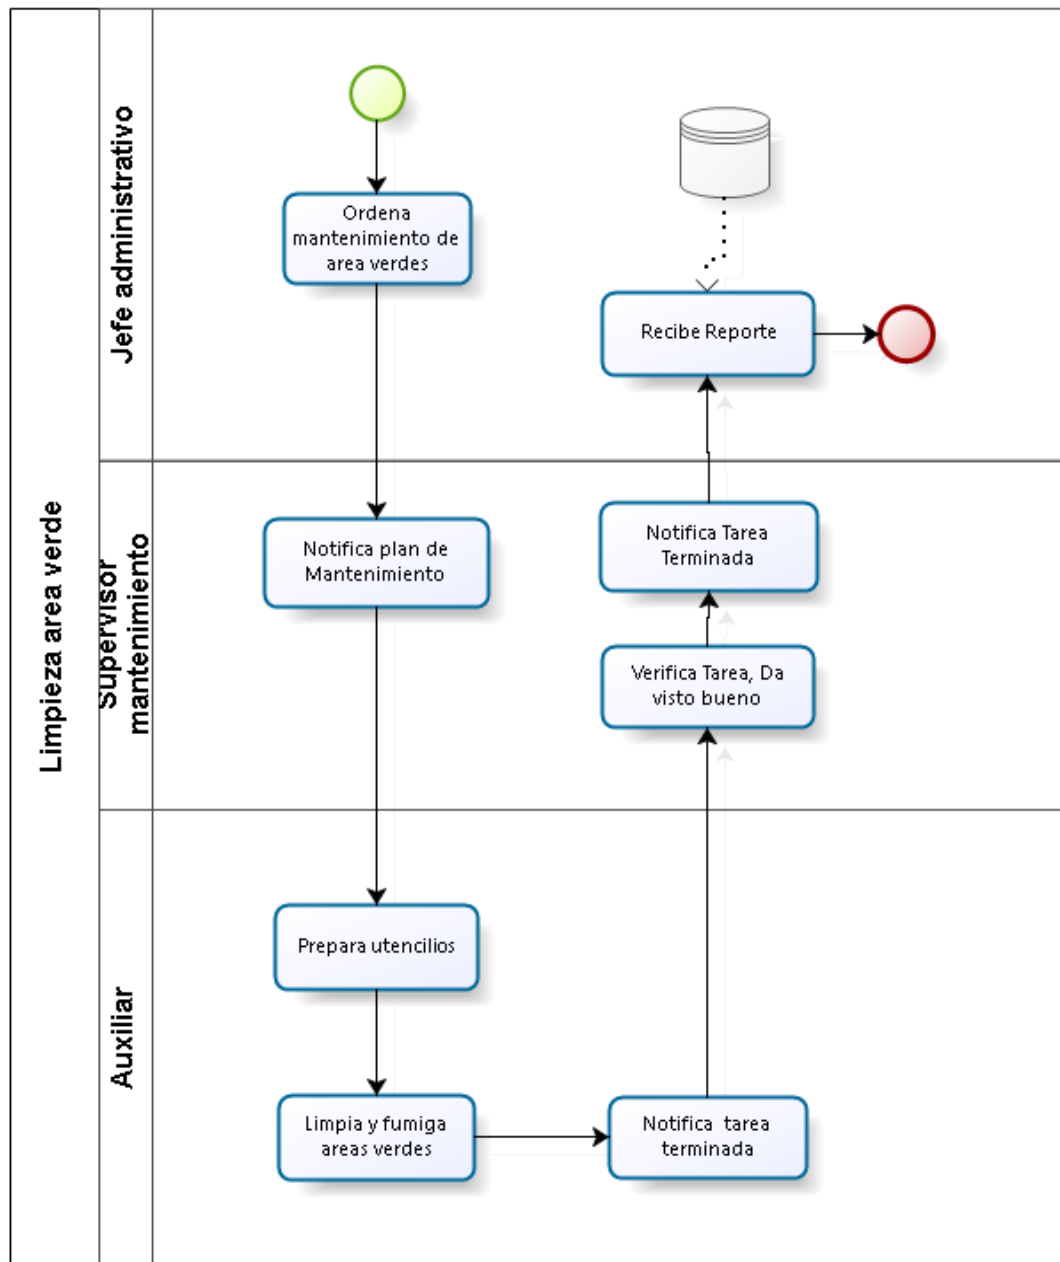 Limpieza area verde
Jefe administrativo
Ordena
mantenimiento de
area verdes
Recibe Reporte
Supervisor
mantenimiento
Notifica plan de
Mantenimiento
Notifica Tarea
Terminada
Verifica Tarea, Da
visto bueno
Auxiliar
Prepara utencilios
Limpia y fumiga
areas verdes
Notifica tarea
terminada